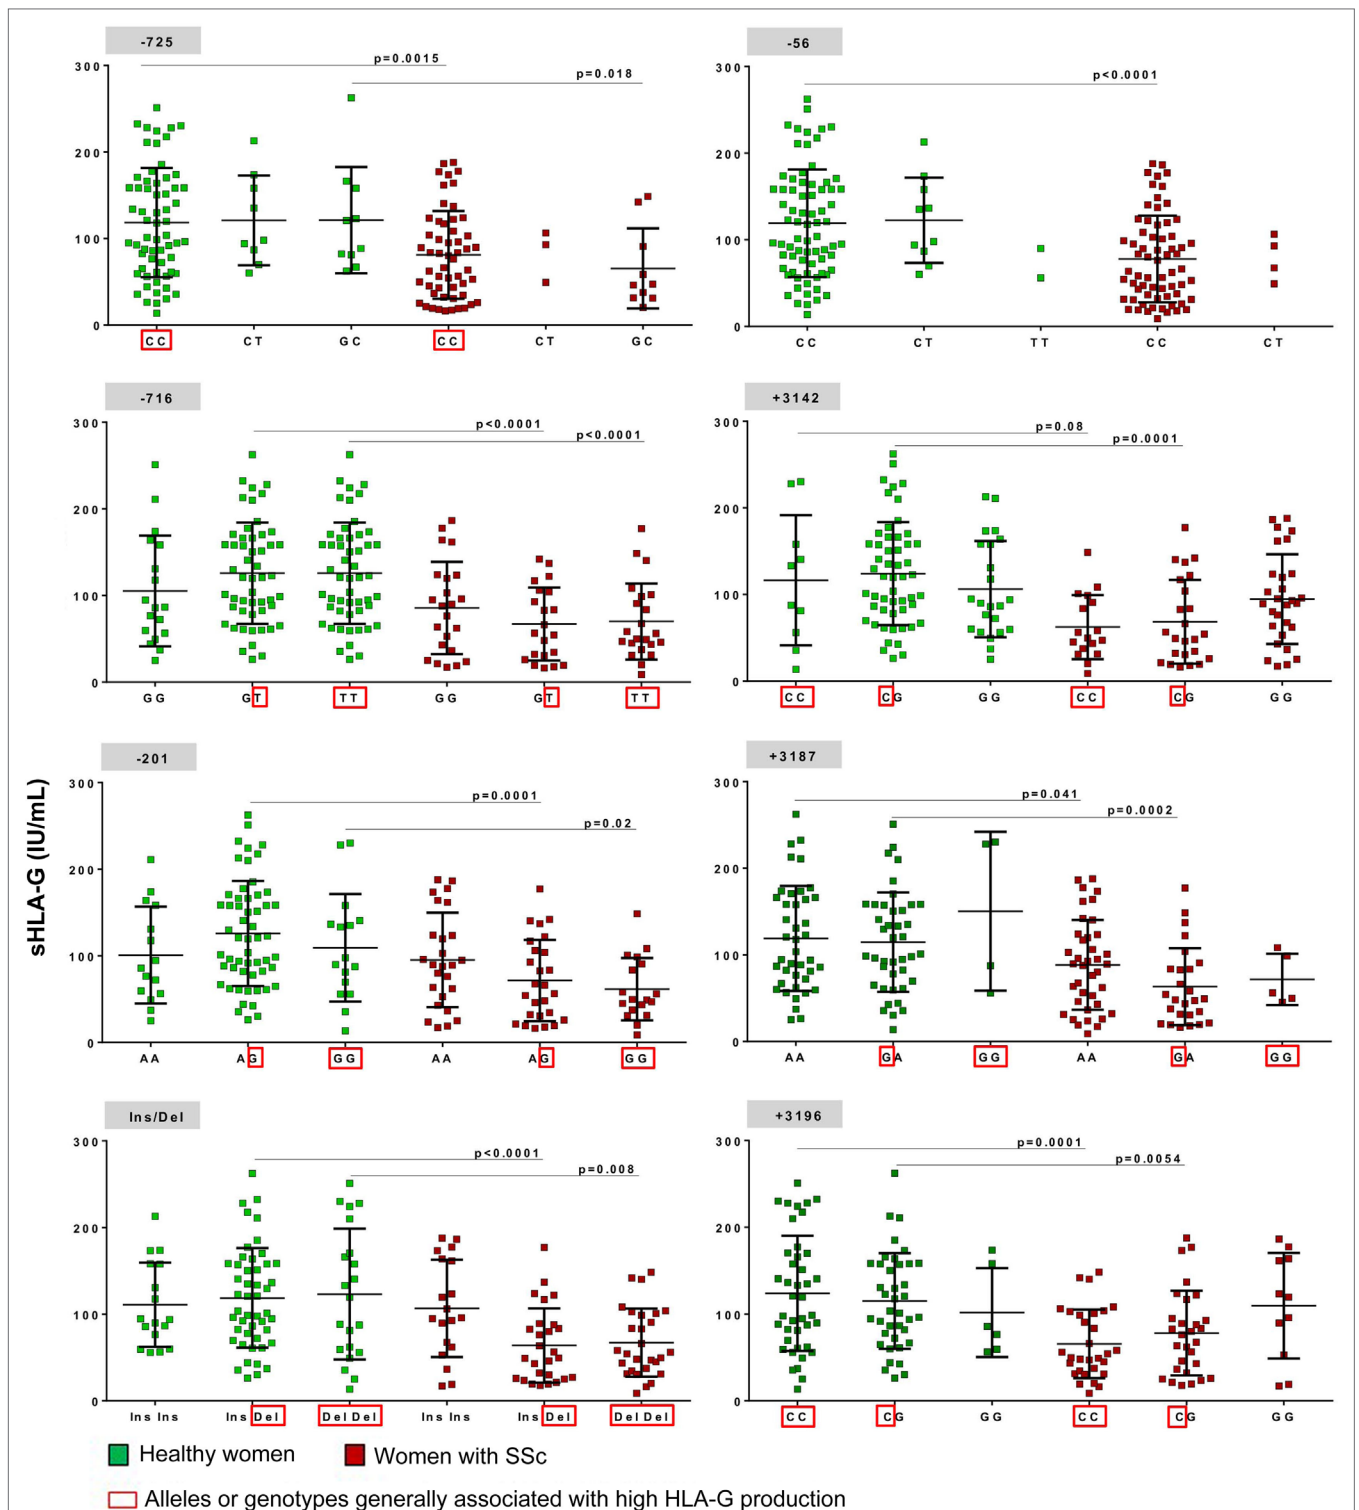 sHLA-G (IU/mL)
-725
p=0.0015
p=0.018
300
200
100
0
CC CT GC CC CT GC
-56
p<0.0001
300
200
100
0
CC CT TT CC CT
-716
p<0.0001
p<0.0001
300
200
100
0
GG GT TT GG GT TT
+3142
p=0.08
p=0.0001
300
200
100
0
CC CG GG CC CG GG
-201
p=0.0001
p=0.02
300
200
100
0
AA AG GG AA AG GG
+3187
p=0.041
p=0.0002
300
200
100
0
AA GA GG AA GA GG
Ins/Del
p<0.0001
p=0.008
300
200
100
0
Ins Ins Ins Del Del Del Ins Ins Ins Del Del Del
+3196
p=0.0001
p=0.0054
300
200
100
0
CC CG GG CC CG GG
Healthy women Women with SSc
Alleles or genotypes generally associated with high HLA-G production